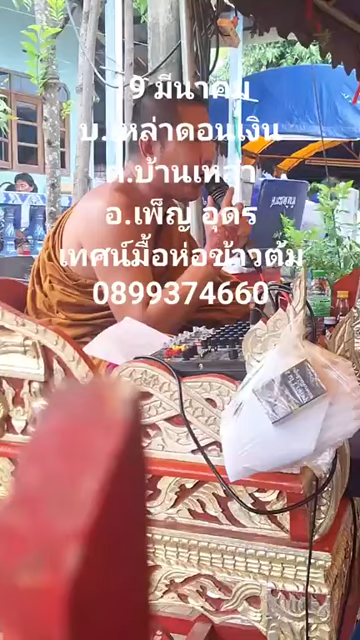 9 มีนาคม
บ.เหล่าดอนเงิน
ต.บ้านเหล่า
อ.เพ็ญ อุดร
เทศน์มื้อห่อข้าวต้ม
0899374660